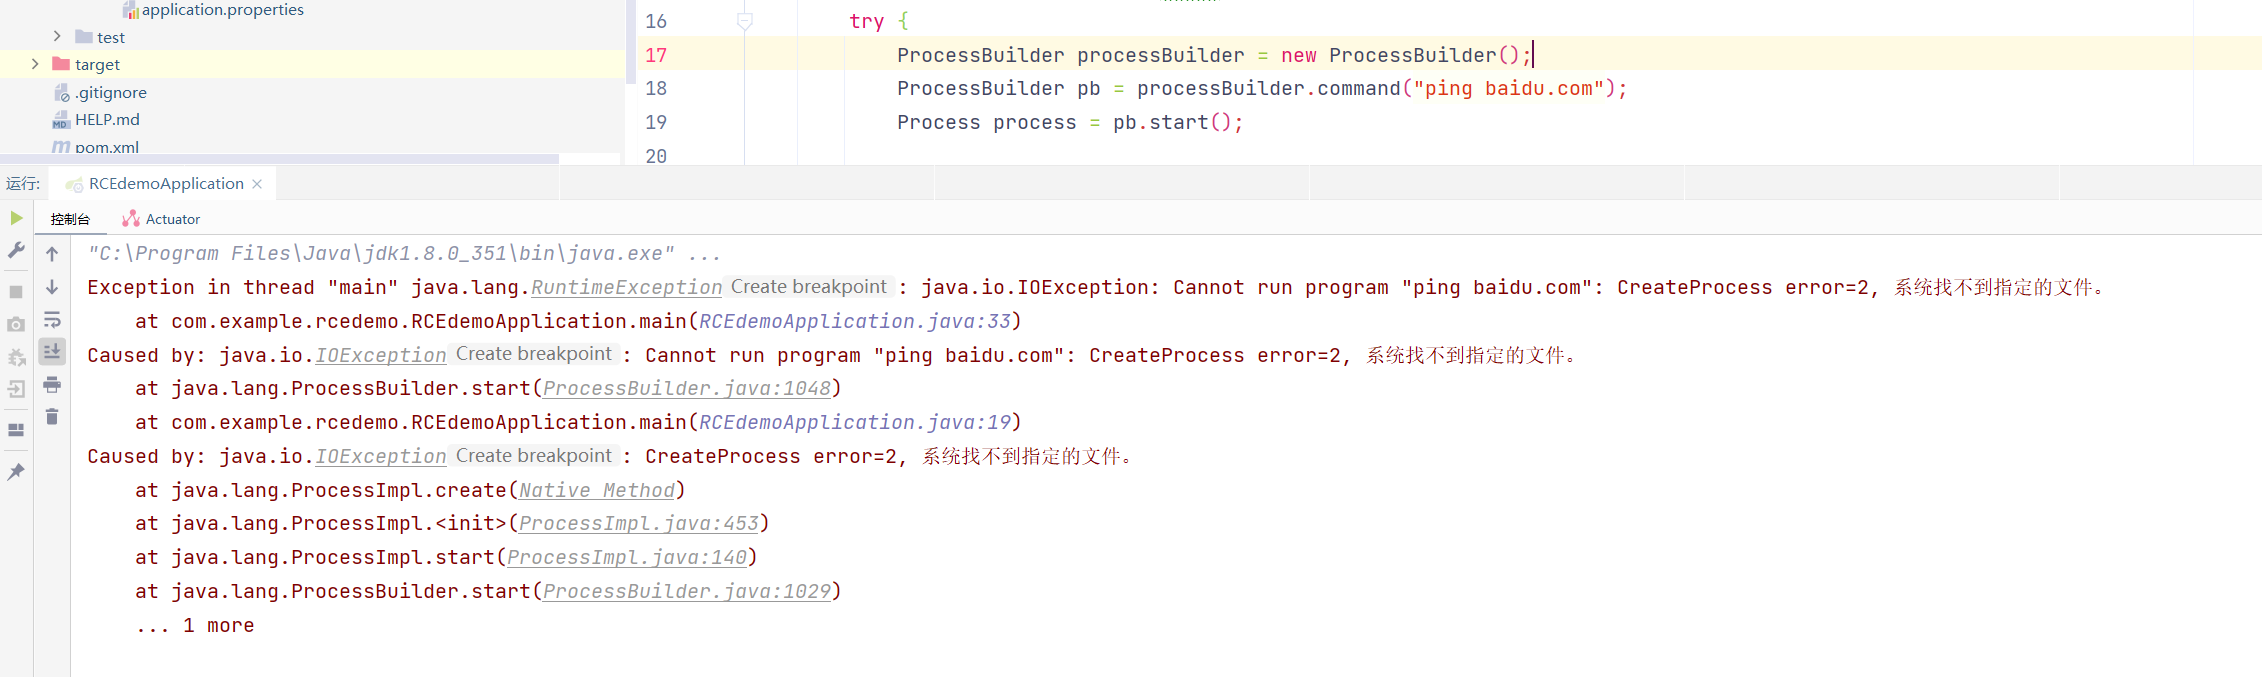 application.properties
test
target
.gitignore
HELP.md
pom.xml
16 try {
17 ProcessBuilder processBuilder = new ProcessBuilder();
18 ProcessBuilder pb = processBuilder.command("ping baidu.com");
19 Process process = pb.start();
20
运行: RCEdemoApplication
控制台 Actuator
"C:\Program Files\Java\jdk1.8.0_351\bin\java.exe" ...
Exception in thread "main" java.lang.RuntimeException Create breakpoint : java.io.IOException: Cannot run program "ping baidu.com": CreateProcess error=2, 系统找不到指定的文件。
at com.example.rcedemo.RCEdemoApplication.main(RCEdemoApplication.java:33)
Caused by: java.io.IOException Create breakpoint : Cannot run program "ping baidu.com": CreateProcess error=2, 系统找不到指定的文件。
at java.lang.ProcessBuilder.start(ProcessBuilder.java:1048)
at com.example.rcedemo.RCEdemoApplication.main(RCEdemoApplication.java:19)
Caused by: java.io.IOException Create breakpoint : CreateProcess error=2, 系统找不到指定的文件。
at java.lang.ProcessImpl.create(Native Method)
at java.lang.ProcessImpl.<init>(ProcessImpl.java:453)
at java.lang.ProcessImpl.start(ProcessImpl.java:140)
at java.lang.ProcessBuilder.start(ProcessBuilder.java:1029)
... 1 more